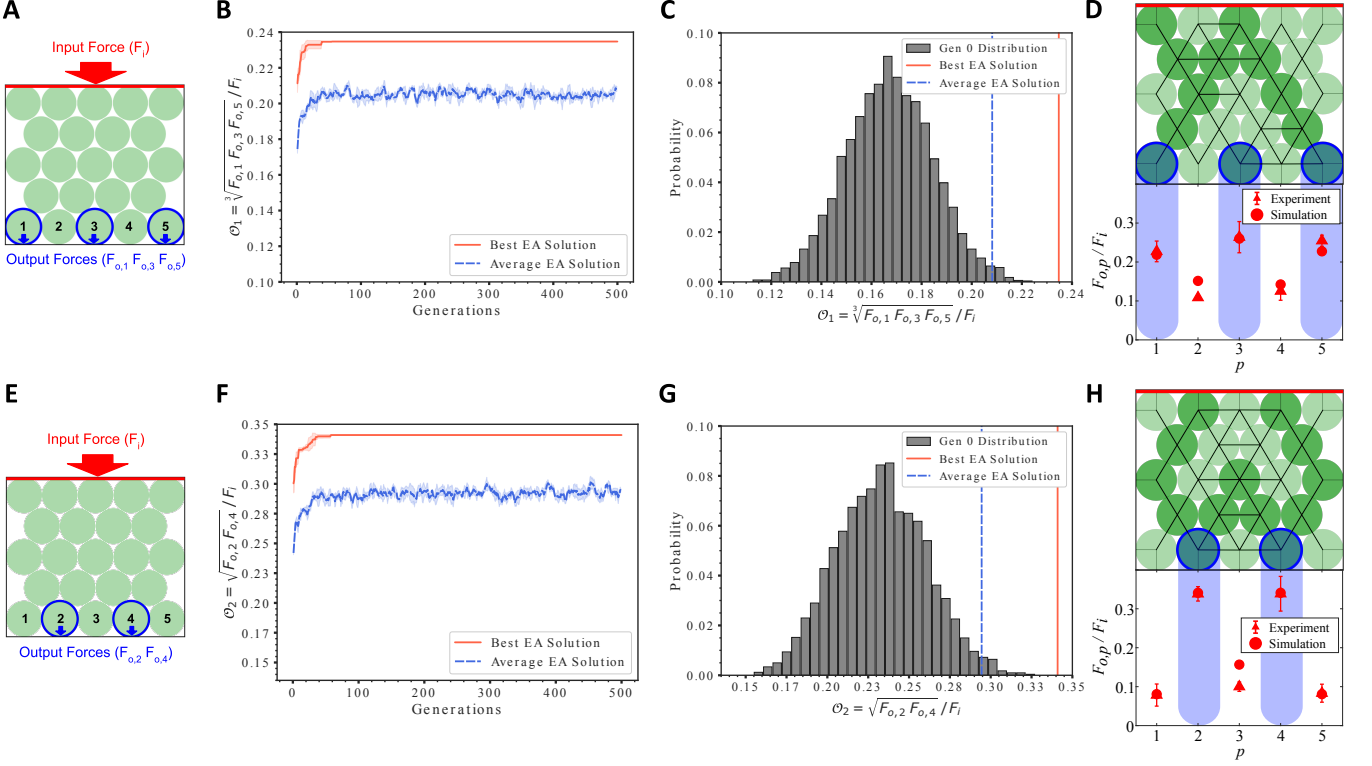 A
Input Force (Fi)
1 2 3 4 5
Output Forces (Fo,1 Fo,3 Fo,5)
B
𝒪1 = ∛Fo,1 Fo,3 Fo,5 / Fi
0.24
0.22
0.20
0.18
0.16
0.14
0.12
0.10
Best EA Solution
Average EA Solution
0 100 200 300 400 500
Generations
C
Probability
0.10
0.08
0.06
0.04
0.02
0.00
Gen 0 Distribution
Best EA Solution
Average EA Solution
0.10 0.12 0.14 0.16 0.18 0.20 0.22 0.24
𝒪1 = ∛Fo,1 Fo,3 Fo,5 / Fi
D
Experiment
Simulation
Fo,p / Fi
0.3
0.2
0.1
0
1 2 3 4 5
p
E
Input Force (Fi)
1 2 3 4 5
Output Forces (Fo,2 Fo,4)
F
𝒪2 = √Fo,2 Fo,4 / Fi
0.35
0.33
0.30
0.28
0.25
0.23
0.20
0.17
0.15
Best EA Solution
Average EA Solution
0 100 200 300 400 500
Generations
G
Probability
0.10
0.08
0.06
0.04
0.02
0.00
Gen 0 Distribution
Best EA Solution
Average EA Solution
0.15 0.17 0.20 0.23 0.25 0.28 0.30 0.33 0.35
𝒪2 = √Fo,2 Fo,4 / Fi
H
Experiment
Simulation
Fo,p / Fi
0.3
0.2
0.1
0
1 2 3 4 5
p